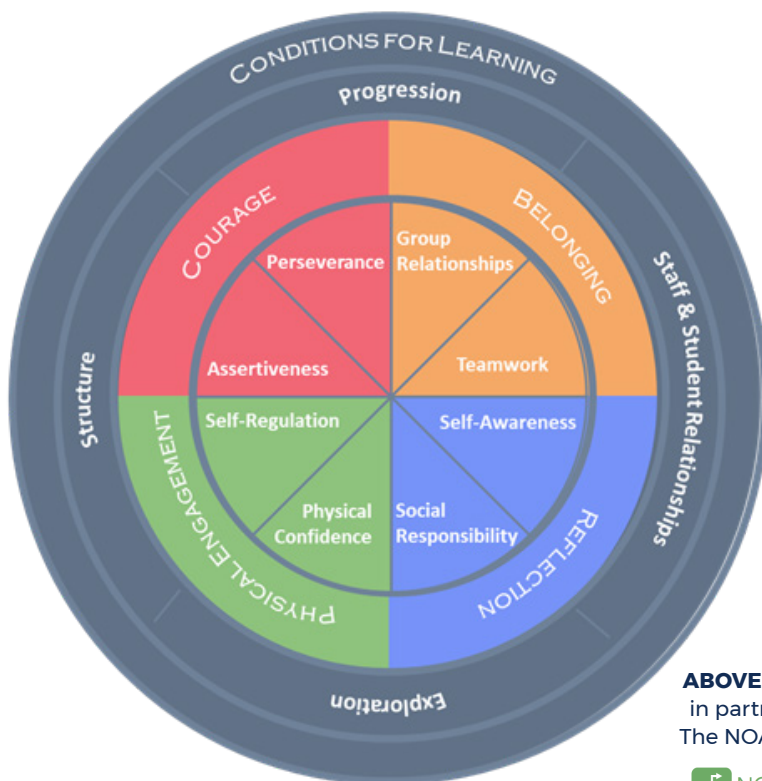 CONDITIONS FOR LEARNING
Progression
COURAGE
BELONGING
Perseverance
Group
Relationships
Assertiveness
Teamwork
Structure
Staff & Student Relationships
Self-Regulation
Self-Awareness
Physical
Confidence
Social
Responsibility
PHYSICAL ENGAGEMENT
REFLECTION
Exploration
ABOVE
in partn
The NOA